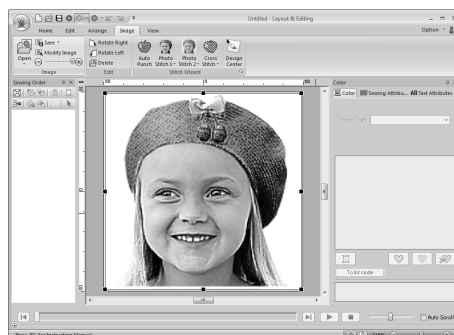 Untitled - Layout & Editing
Home Edit Arrange Image View Option
Open
Save
Modify Image
Image
Rotate Right
Rotate Left
Delete
Edit
Auto Punch
Photo Stitch 1
Photo Stitch 2
Cross Stitch
Design Center
Stitch Wizard
Sewing Order
Color
Color Sewing Attribu... AB Text Attributes
Thread Chart
To list mode
Auto Scroll